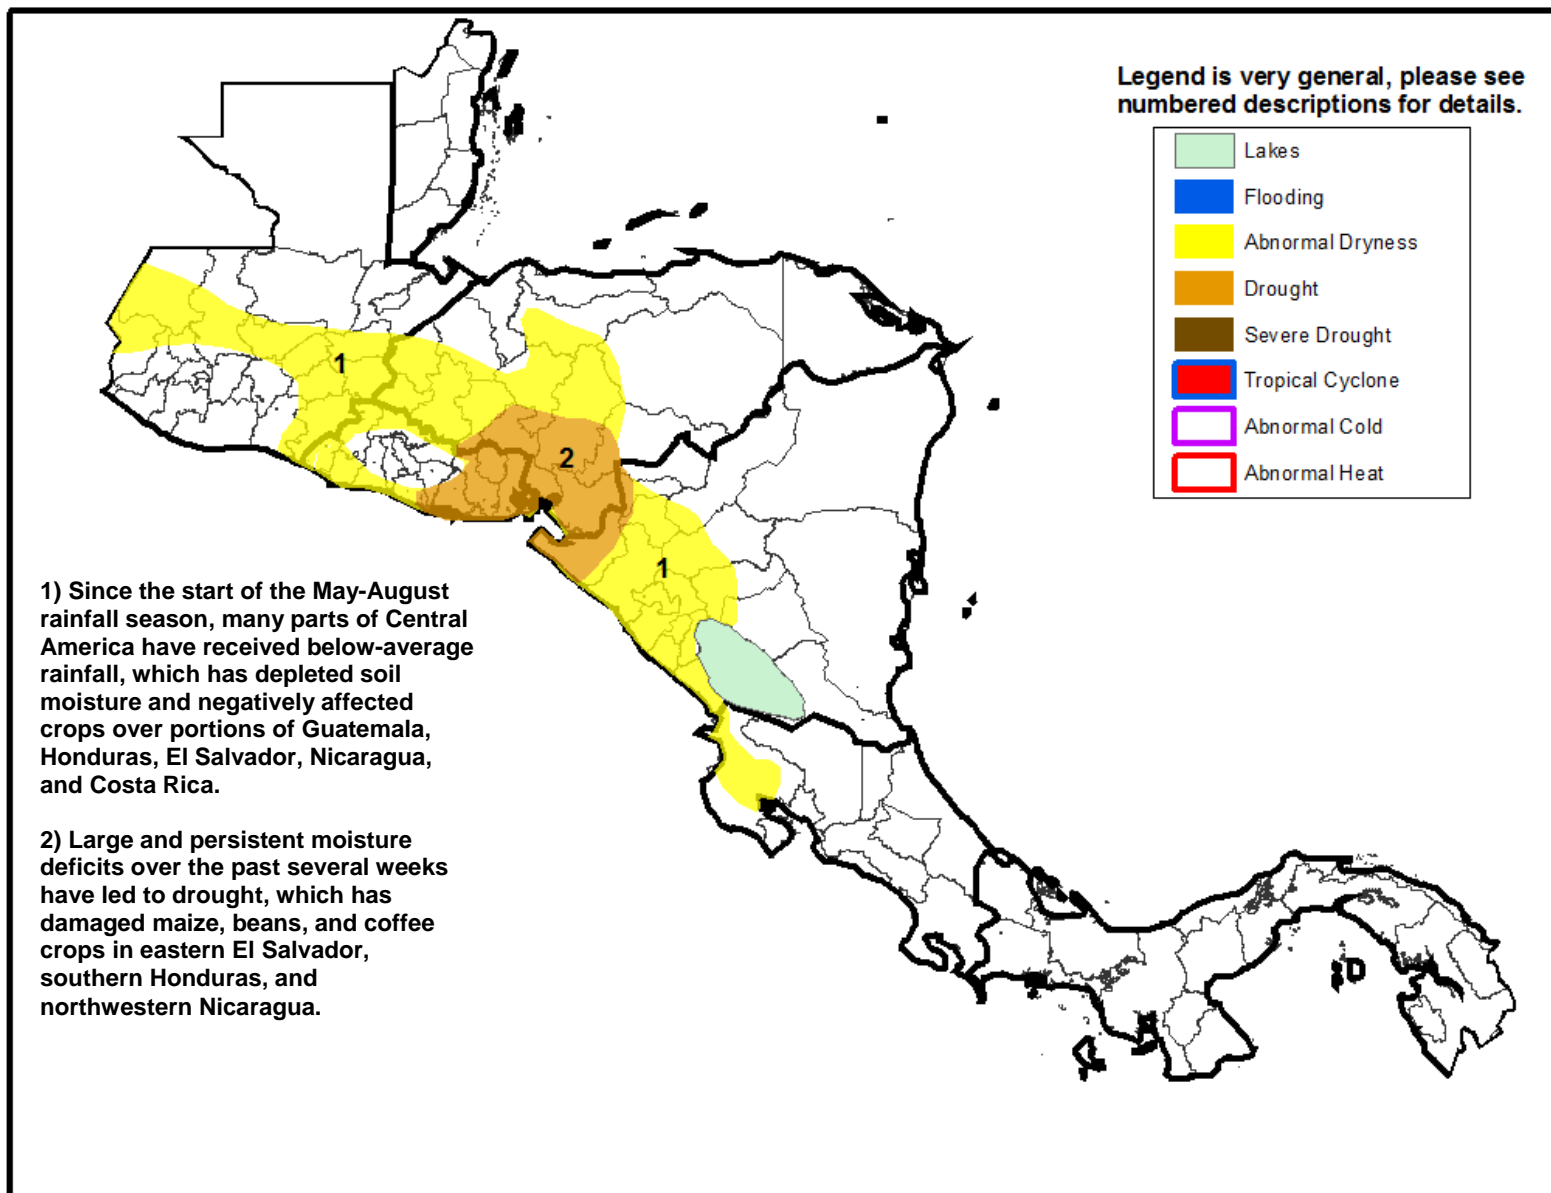 Legend is very general, please see
numbered descriptions for details.
Lakes
Flooding
Abnormal Dryness
Drought
Severe Drought
Tropical Cyclone
Abnormal Cold
Abnormal Heat
1
2
1
1) Since the start of the May-August
rainfall season, many parts of Central
America have received below-average
rainfall, which has depleted soil
moisture and negatively affected
crops over portions of Guatemala,
Honduras, El Salvador, Nicaragua,
and Costa Rica.
2) Large and persistent moisture
deficits over the past several weeks
have led to drought, which has
damaged maize, beans, and coffee
crops in eastern El Salvador,
southern Honduras, and
northwestern Nicaragua.